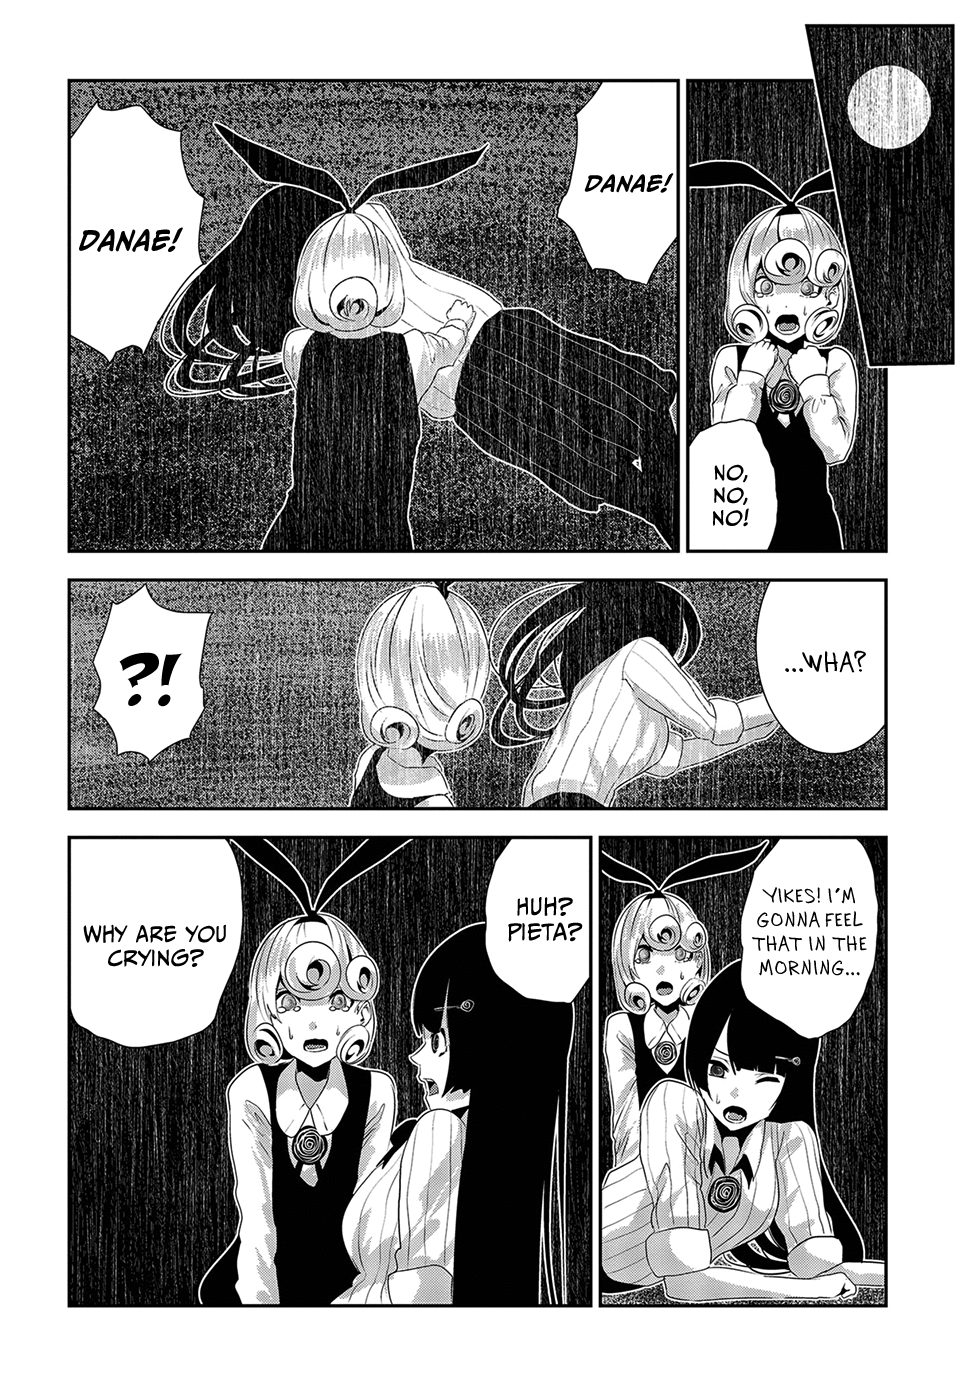 NO,
NO,
NO!
DANAE!
DANAE!
...WHA?
?!
YIKES! I'M
GONNA FEEL
THAT IN THE
MORNING...
HUH?
PIETA?
WHY ARE YOU
CRYING?